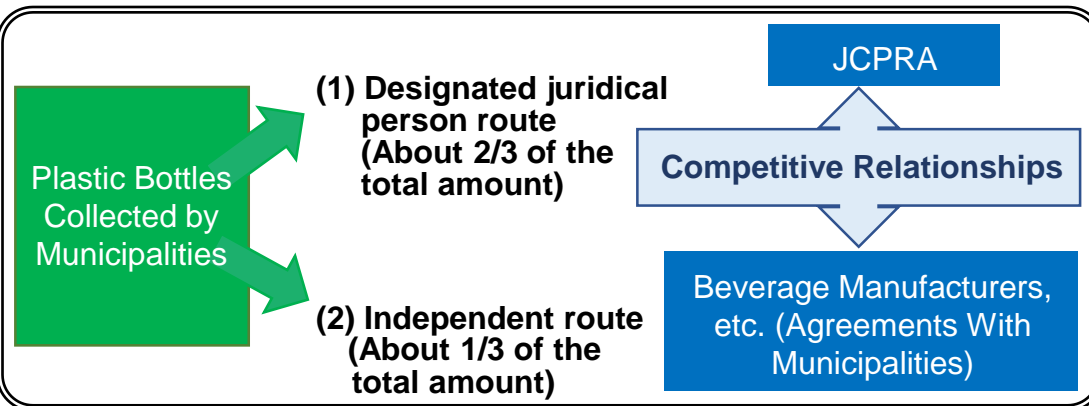 Plastic Bottles
Collected by
Municipalities
(1) Designated juridical
person route
(About 2/3 of the
total amount)
(2) Independent route
(About 1/3 of the
total amount)
JCPRA
Competitive Relationships
Beverage Manufacturers,
etc. (Agreements With
Municipalities)